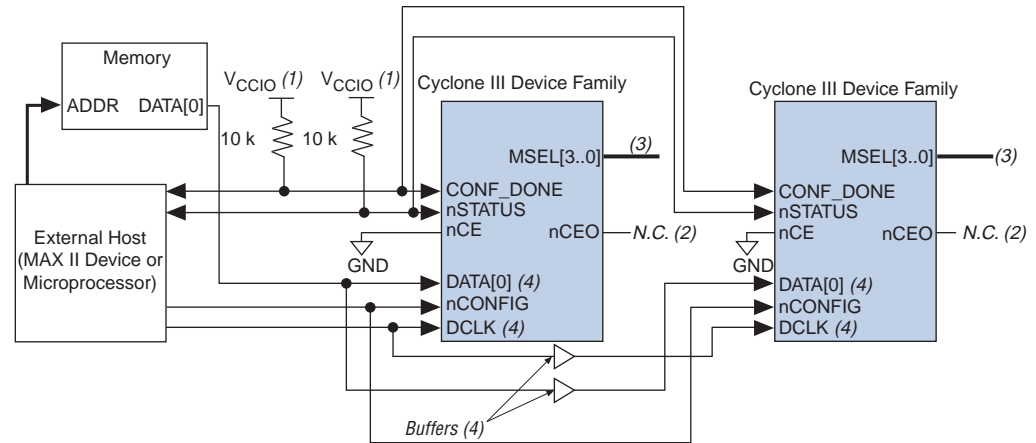 Memory
ADDR DATA[0]
VCCIO (1)
VCCIO (1)
10 k
10 k
Cyclone III Device Family
MSEL[3..0]
(3)
CONF_DONE
nSTATUS
nCE
nCEO
N.C. (2)
GND
DATA[0] (4)
nCONFIG
DCLK (4)
Cyclone III Device Family
MSEL[3..0]
(3)
CONF_DONE
nSTATUS
nCE
nCEO
N.C. (2)
GND
DATA[0] (4)
nCONFIG
DCLK (4)
External Host
(MAX II Device or
Microprocessor)
Buffers (4)